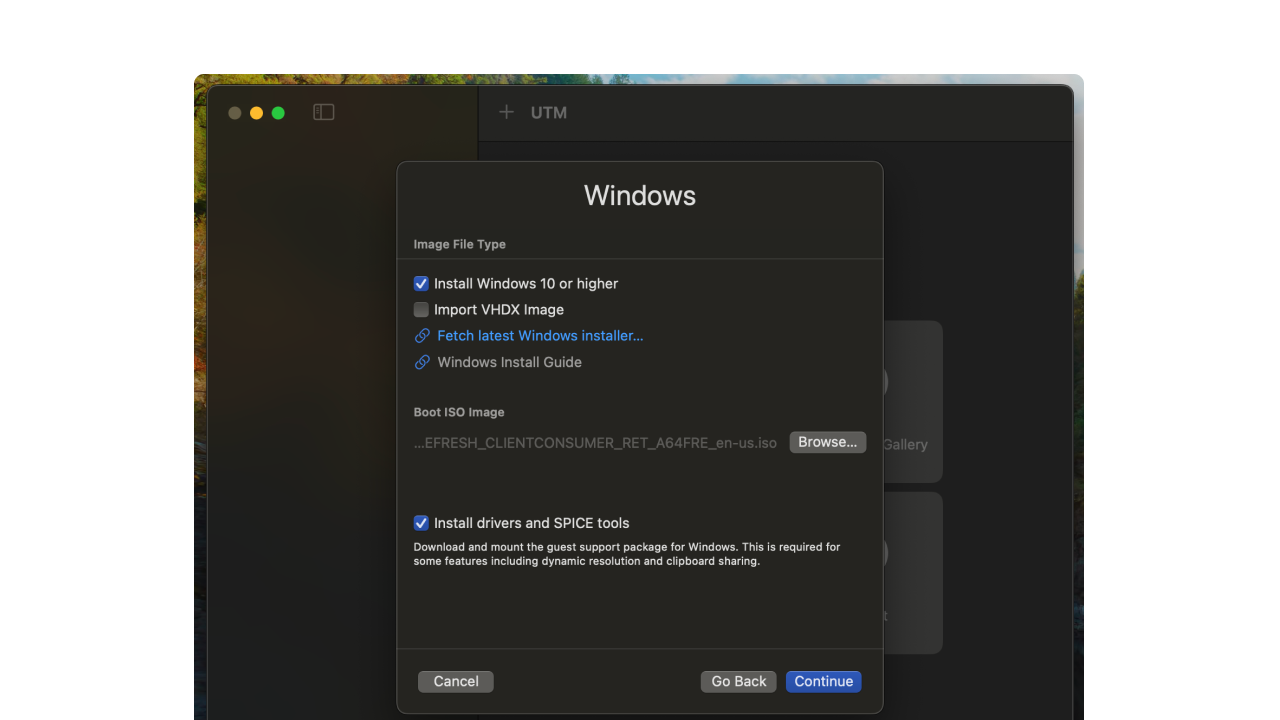 UTM
Windows
Image File Type
Install Windows 10 or higher
Import VHDX Image
Fetch latest Windows installer...
Windows Install Guide
Boot ISO Image
...EFRESH_CLIENTCONSUMER_RET_A64FRE_en-us.iso
Browse...
Gallery
Install drivers and SPICE tools
Download and mount the guest support package for Windows. This is required for
some features including dynamic resolution and clipboard sharing.
Cancel
Go Back
Continue